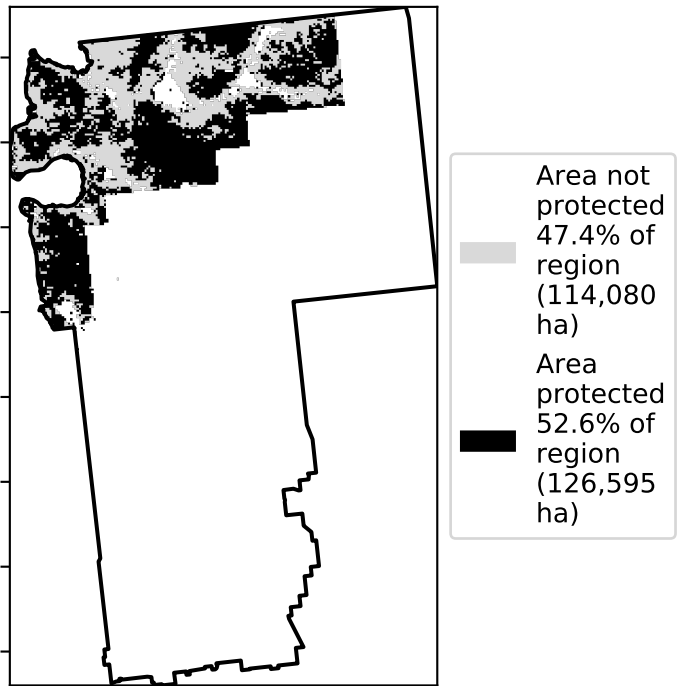 Area not
protected
47.4% of
region
(114,080
ha)
Area
protected
52.6% of
region
(126,595
ha)